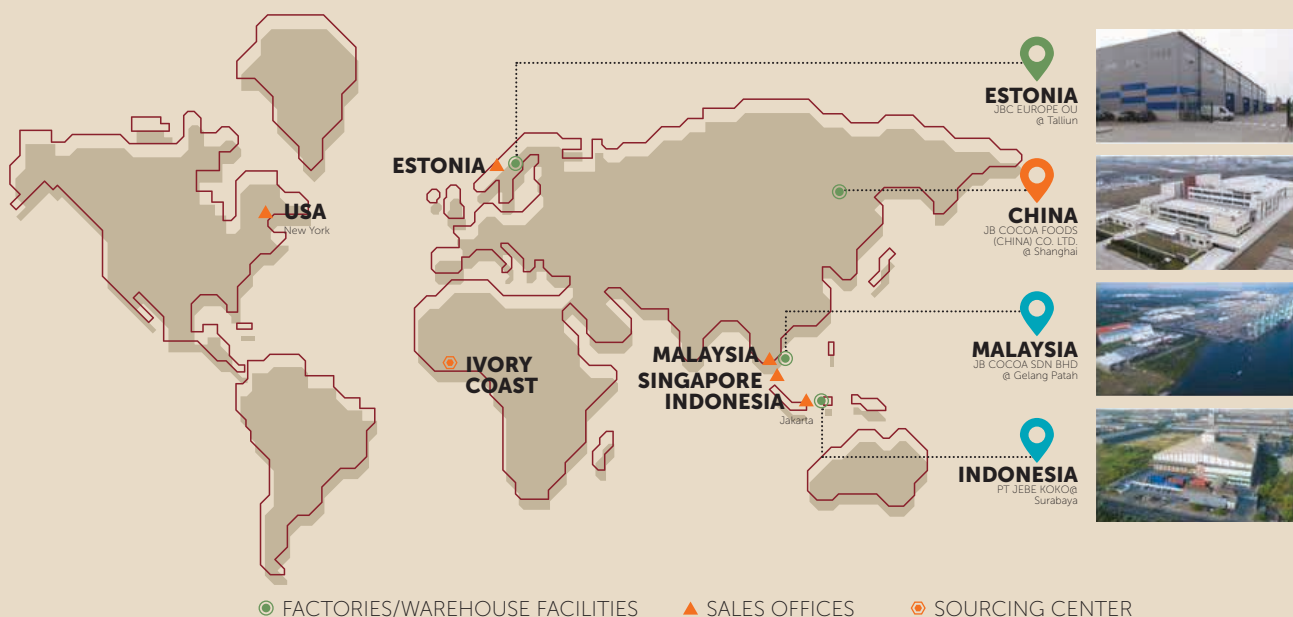 ESTONIA
JBC EUROPE OU
@ Talliun
ESTONIA
CHINA
JB COCOA FOODS
(CHINA) CO. LTD.
@ Shanghai
USA
New York
MALAYSIA
JB COCOA SDN BHD
@ Gelang Patah
IVORY
COAST
MALAYSIA
SINGAPORE
INDONESIA
Jakarta
INDONESIA
PT JEBE KOKO@
Surabaya
FACTORIES/WAREHOUSE FACILITIES
SALES OFFICES
SOURCING CENTER